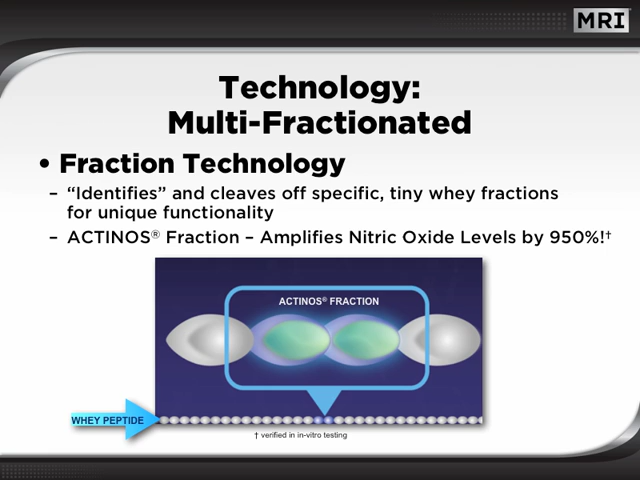 MRI
Technology:
Multi-Fractionated
• Fraction Technology
– “Identifies” and cleaves off specific, tiny whey fractions
for unique functionality
– ACTINOS® Fraction – Amplifies Nitric Oxide Levels by 950%!†
ACTINOS® FRACTION
WHEY PEPTIDE
† verified in in-vitro testing